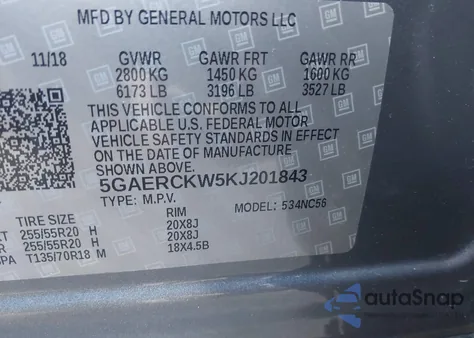 MFD BY GENERAL MOTORS LLC
11/18 GVWR GAWR FRT GAWR RR
2800 KG 1450 KG 1600 KG
6173 LB 3196 LB 3527 LB
THIS VEHICLE CONFORMS TO ALL
APPLICABLE U.S. FEDERAL MOTOR
VEHICLE SAFETY STANDARDS IN EFFECT
ON THE DATE OF MANUFACTURE
SHOWN ABOVE.
5GAERCKW5KJ201843
TYPE: M.P.V. MODEL: 534NC56
TIRE SIZE RIM
255/55R20 H 20X8J
255/55R20 H 20X8J
T135/70R18 M 18X4.5B
GM
autoSnap